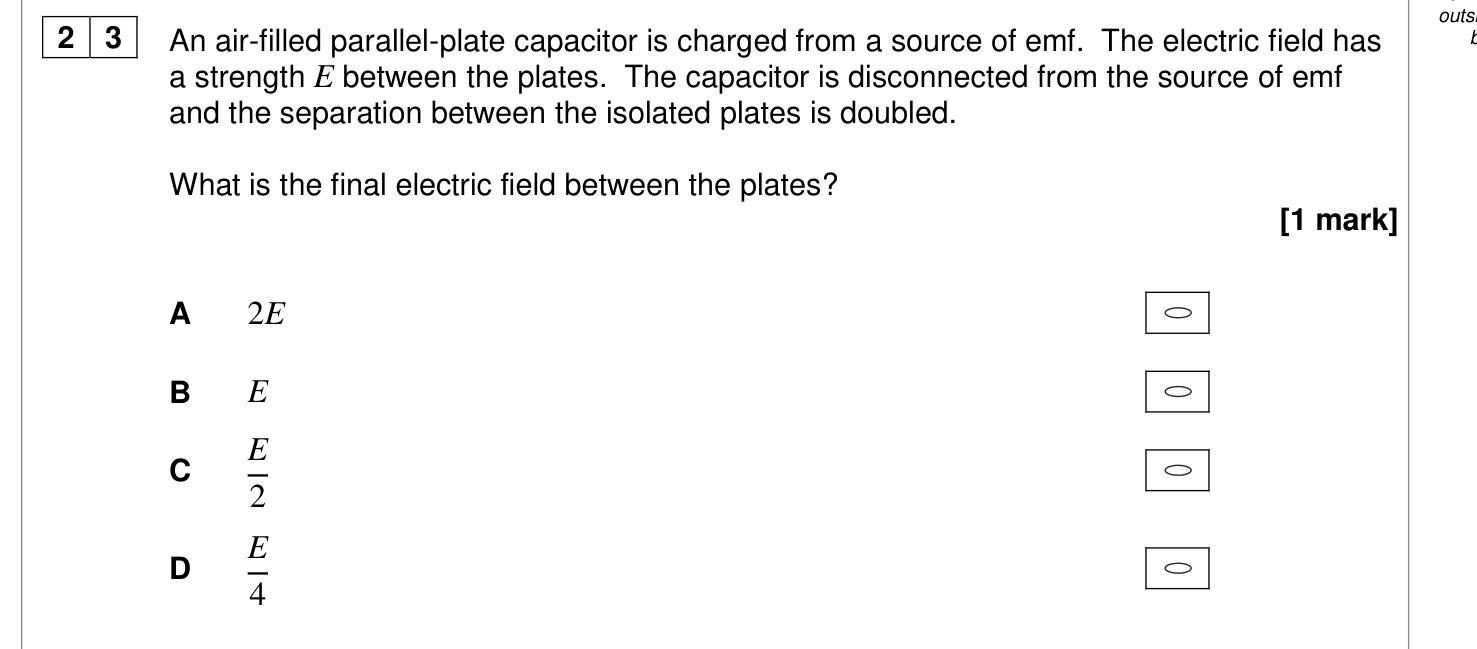 2 3 An air-filled parallel-plate capacitor is charged from a source of emf. The electric field has
a strength E between the plates. The capacitor is disconnected from the source of emf
and the separation between the isolated plates is doubled.
What is the final electric field between the plates?
[1 mark]
A 2E
B E
C E/2
D E/4